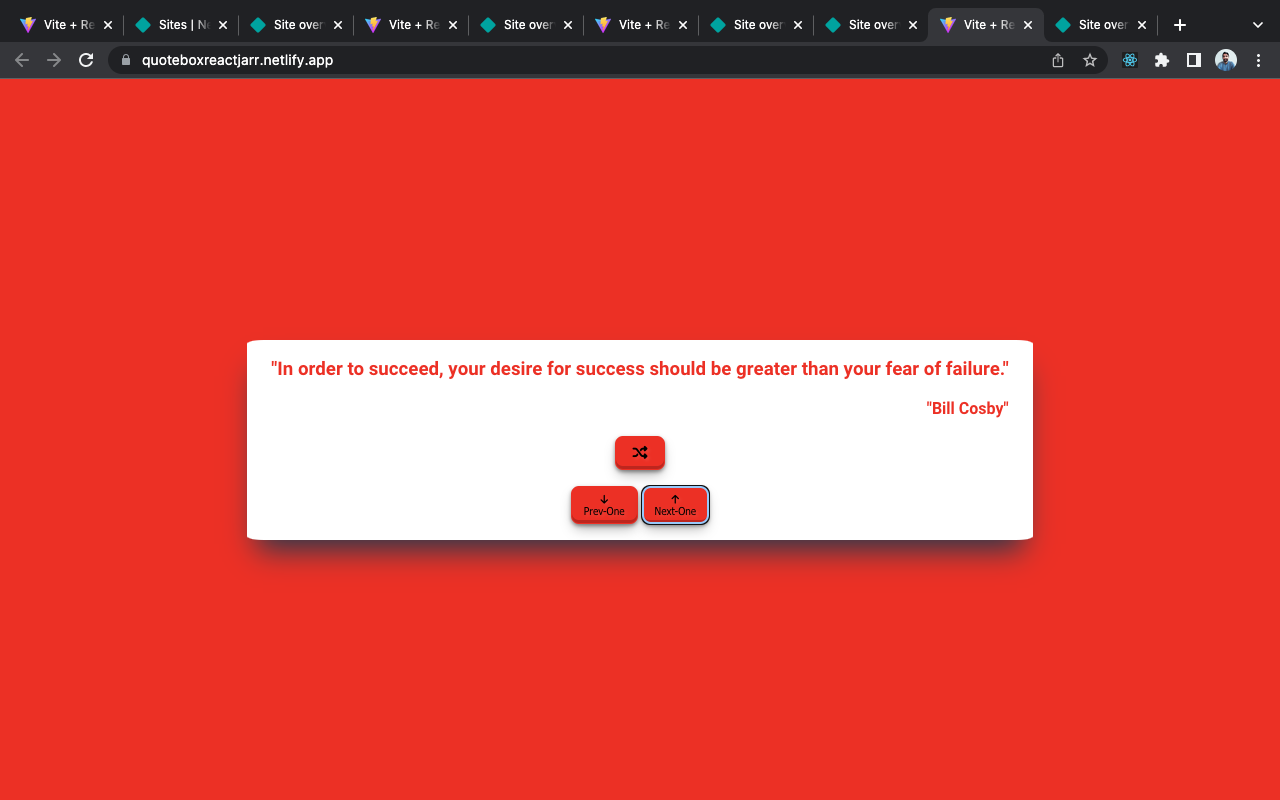 Vite + Re
Sites | Ne
Site over
Vite + Re
Site over
Vite + Re
Site over
Site over
Vite + Re
Site over
quoteboxreactjarr.netlify.app
"In order to succeed, your desire for success should be greater than your fear of failure."
"Bill Cosby"
Prev-One
Next-One